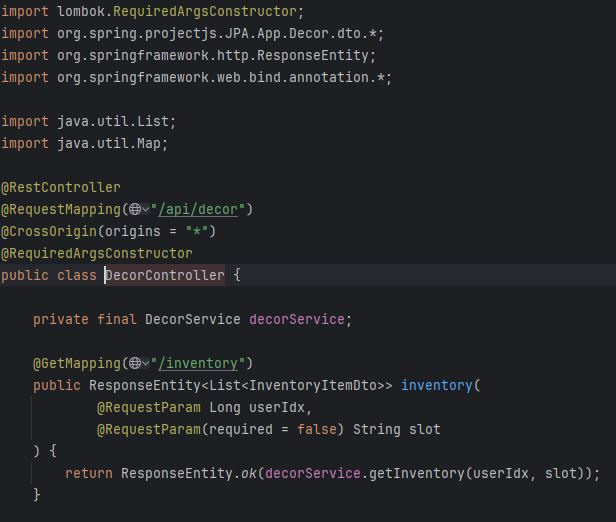 import lombok.RequiredArgsConstructor;
import org.spring.projectjs.JPA.App.Decor.dto.*;
import org.springframework.http.ResponseEntity;
import org.springframework.web.bind.annotation.*;
import java.util.List;
import java.util.Map;
@RestController
@RequestMapping("/api/decor")
@CrossOrigin(origins = "*")
@RequiredArgsConstructor
public class DecorController {
private final DecorService decorService;
@GetMapping("/inventory")
public ResponseEntity<List<InventoryItemDto>> inventory(
@RequestParam Long userIdx,
@RequestParam(required = false) String slot
) {
return ResponseEntity.ok(decorService.getInventory(userIdx, slot));
}